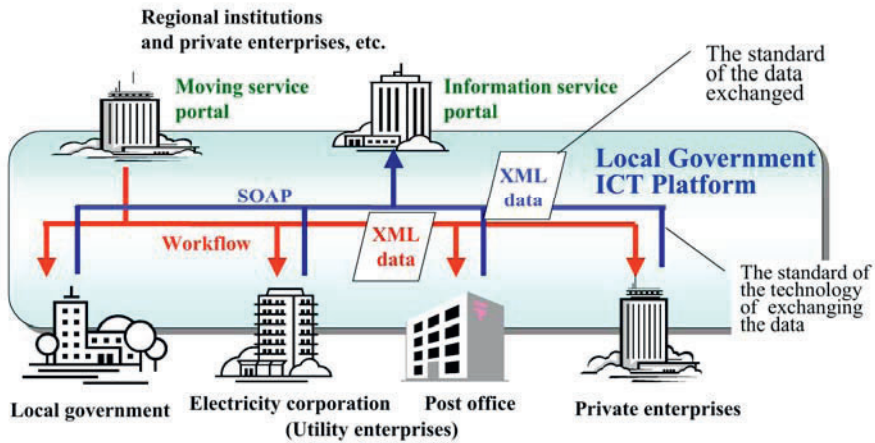 Regional institutions
and private enterprises, etc.
Moving service
portal
Information service
portal
The standard
of the data
exchanged
Local Government
ICT Platform
XML
data
SOAP
Workflow
XML
data
The standard of
the technology
of exchanging
the data
Local government
Electricity corporation
(Utility enterprises)
Post office
Private enterprises